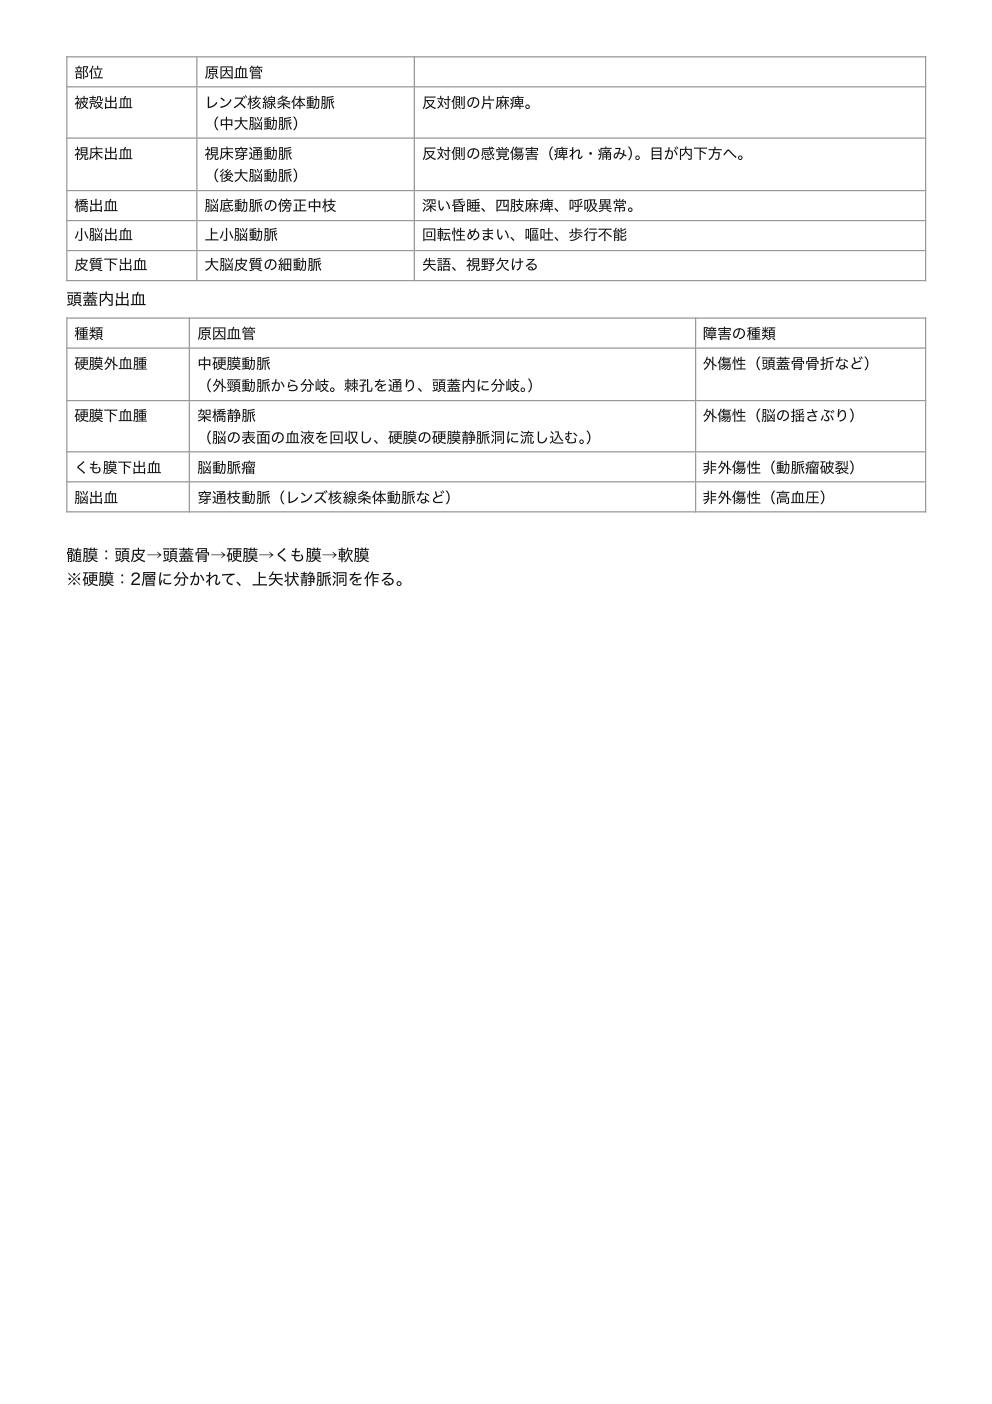 部位 原因血管
被殻出血 レンズ核線条体動脈 反対側の片麻痺。
（中大脳動脈）
視床出血 視床穿通動脈 反対側の感覚傷害（痺れ・痛み）。目が内下方へ。
（後大脳動脈）
橋出血 脳底動脈の傍正中枝 深い昏睡、四肢麻痺、呼吸異常。
小脳出血 上小脳動脈 回転性めまい、嘔吐、歩行不能
皮質下出血 大脳皮質の細動脈 失語、視野欠ける
頭蓋内出血
種類 原因血管 障害の種類
硬膜外血腫 中硬膜動脈 外傷性（頭蓋骨骨折など）
（外頸動脈から分岐。棘孔を通り、頭蓋内に分岐。）
硬膜下血腫 架橋静脈 外傷性（脳の揺さぶり）
（脳の表面の血液を回収し、硬膜の硬膜静脈洞に流し込む。）
くも膜下出血 脳動脈瘤 非外傷性（動脈瘤破裂）
脳出血 穿通枝動脈（レンズ核線条体動脈など） 非外傷性（高血圧）
髄膜：頭皮→頭蓋骨→硬膜→くも膜→軟膜
※硬膜：2層に分かれて、上矢状静脈洞を作る。